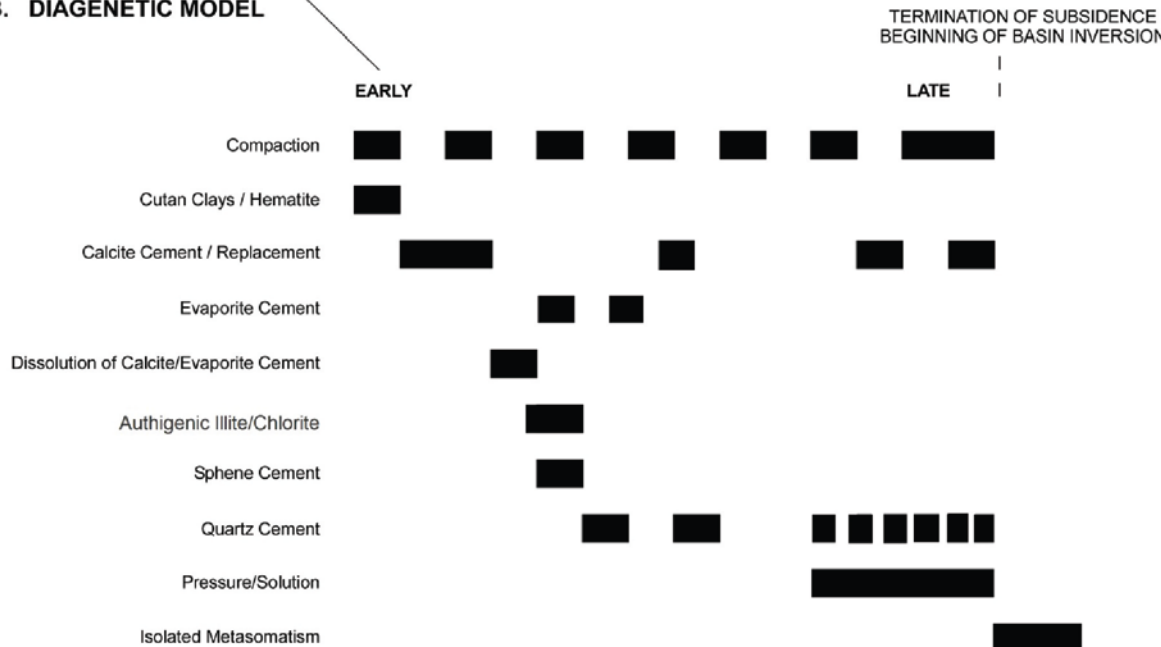 DIAGENETIC MODEL
TERMINATION OF SUBSIDENCE
BEGINNING OF BASIN INVERSION
EARLY
LATE
Compaction
Cutan Clays / Hematite
Calcite Cement / Replacement
Evaporite Cement
Dissolution of Calcite/Evaporite Cement
Authigenic Illite/Chlorite
Sphene Cement
Quartz Cement
Pressure/Solution
Isolated Metasomatism